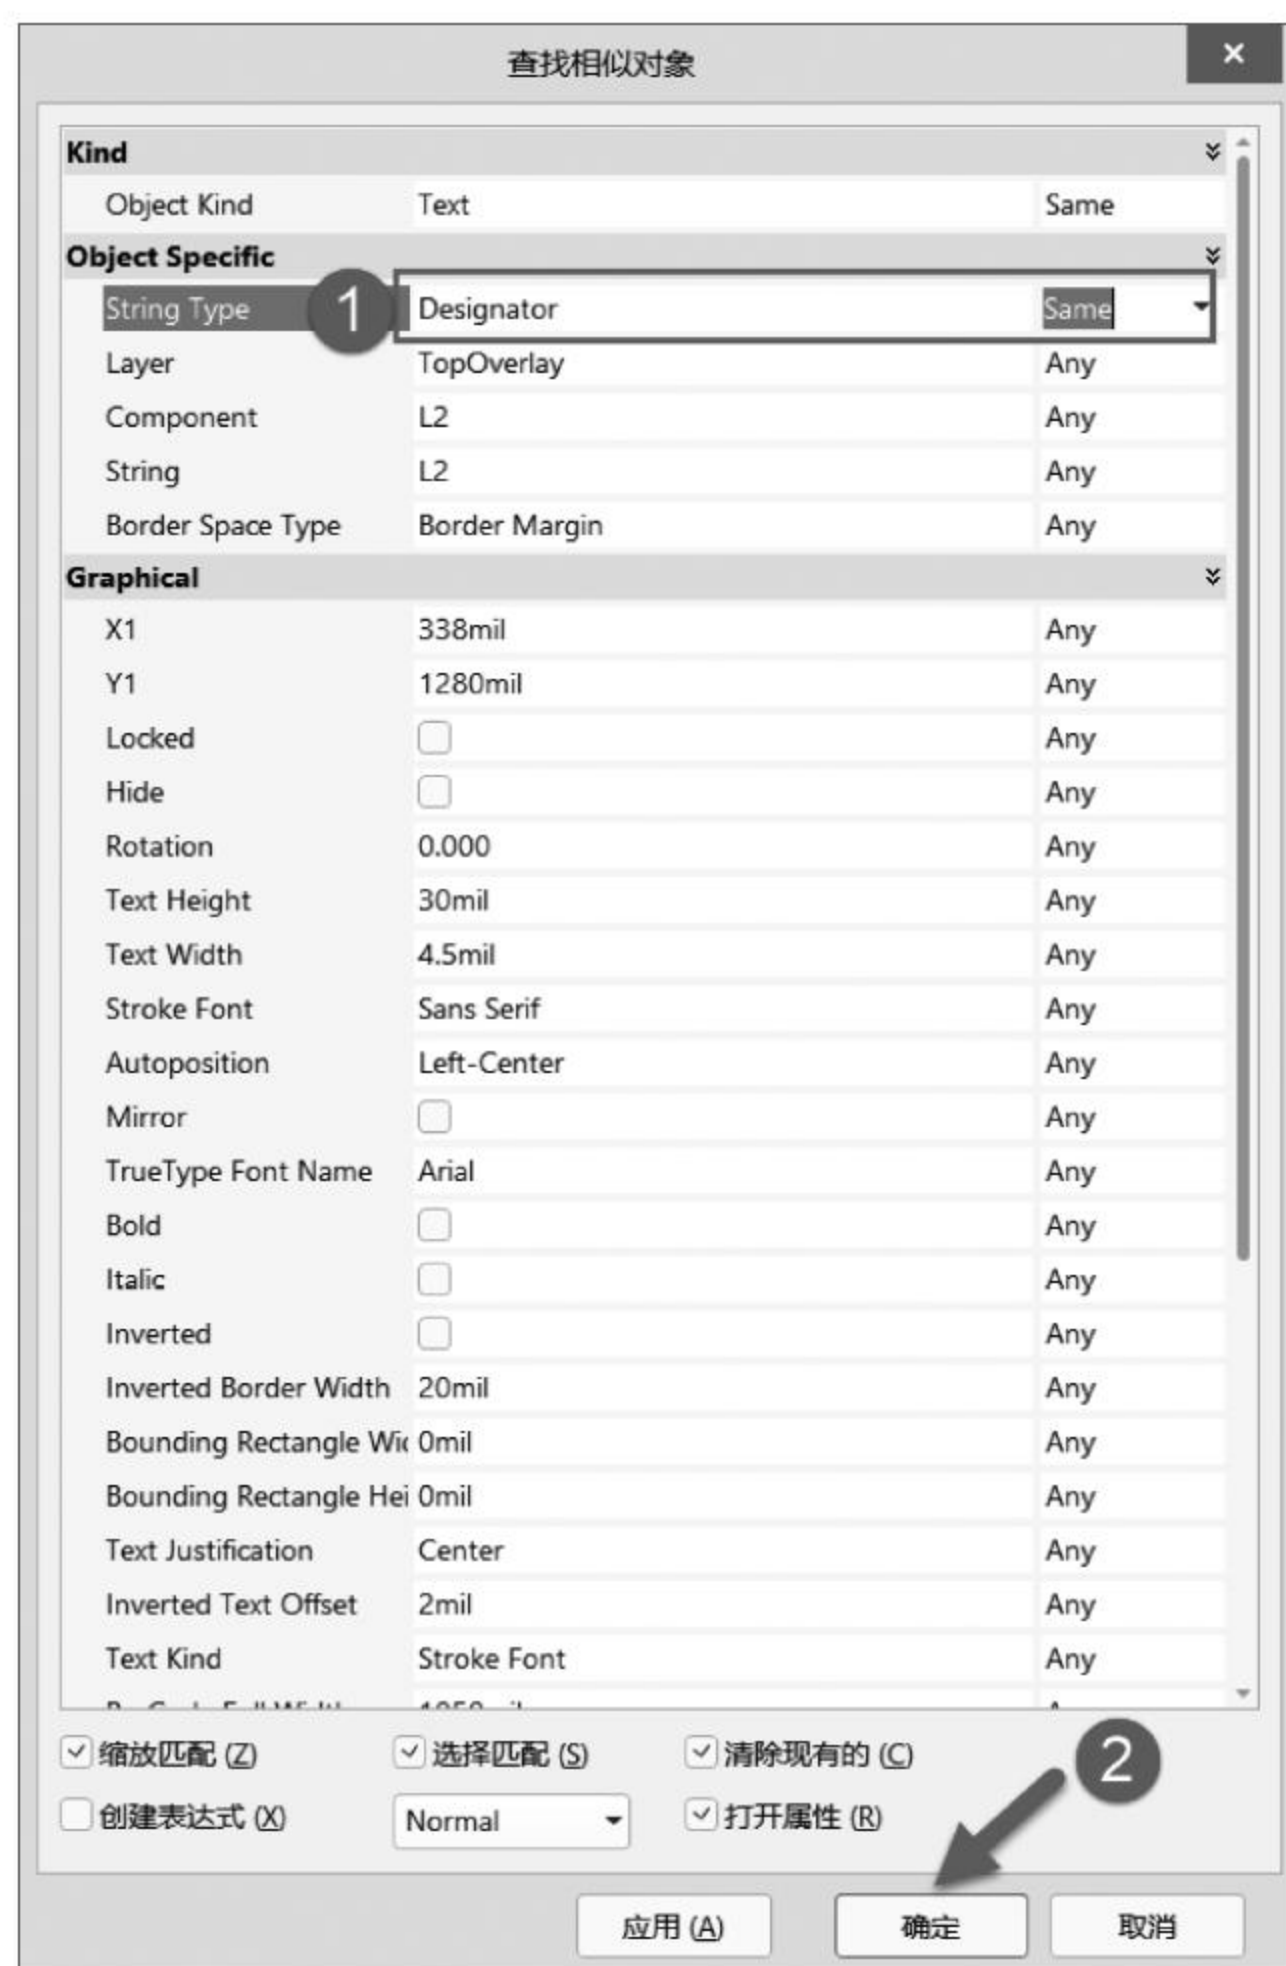 查找相似对象
Kind
Object Kind Text Same
Object Specific
String Type 1 Designator Same
Layer TopOverlay Any
Component L2 Any
String L2 Any
Border Space Type Border Margin Any
Graphical
X1 338mil Any
Y1 1280mil Any
Locked Any
Hide Any
Rotation 0.000 Any
Text Height 30mil Any
Text Width 4.5mil Any
Stroke Font Sans Serif Any
Autoposition Left-Center Any
Mirror Any
TrueType Font Name Arial Any
Bold Any
Italic Any
Inverted Any
Inverted Border Width 20mil Any
Bounding Rectangle Wi 0mil Any
Bounding Rectangle Hei 0mil Any
Text Justification Center Any
Inverted Text Offset 2mil Any
Text Kind Stroke Font Any
缩放匹配 (Z) 选择匹配 (S) 清除现有的 (C) 2
创建表达式 (X) Normal 打开属性 (R)
应用 (A) 确定 取消